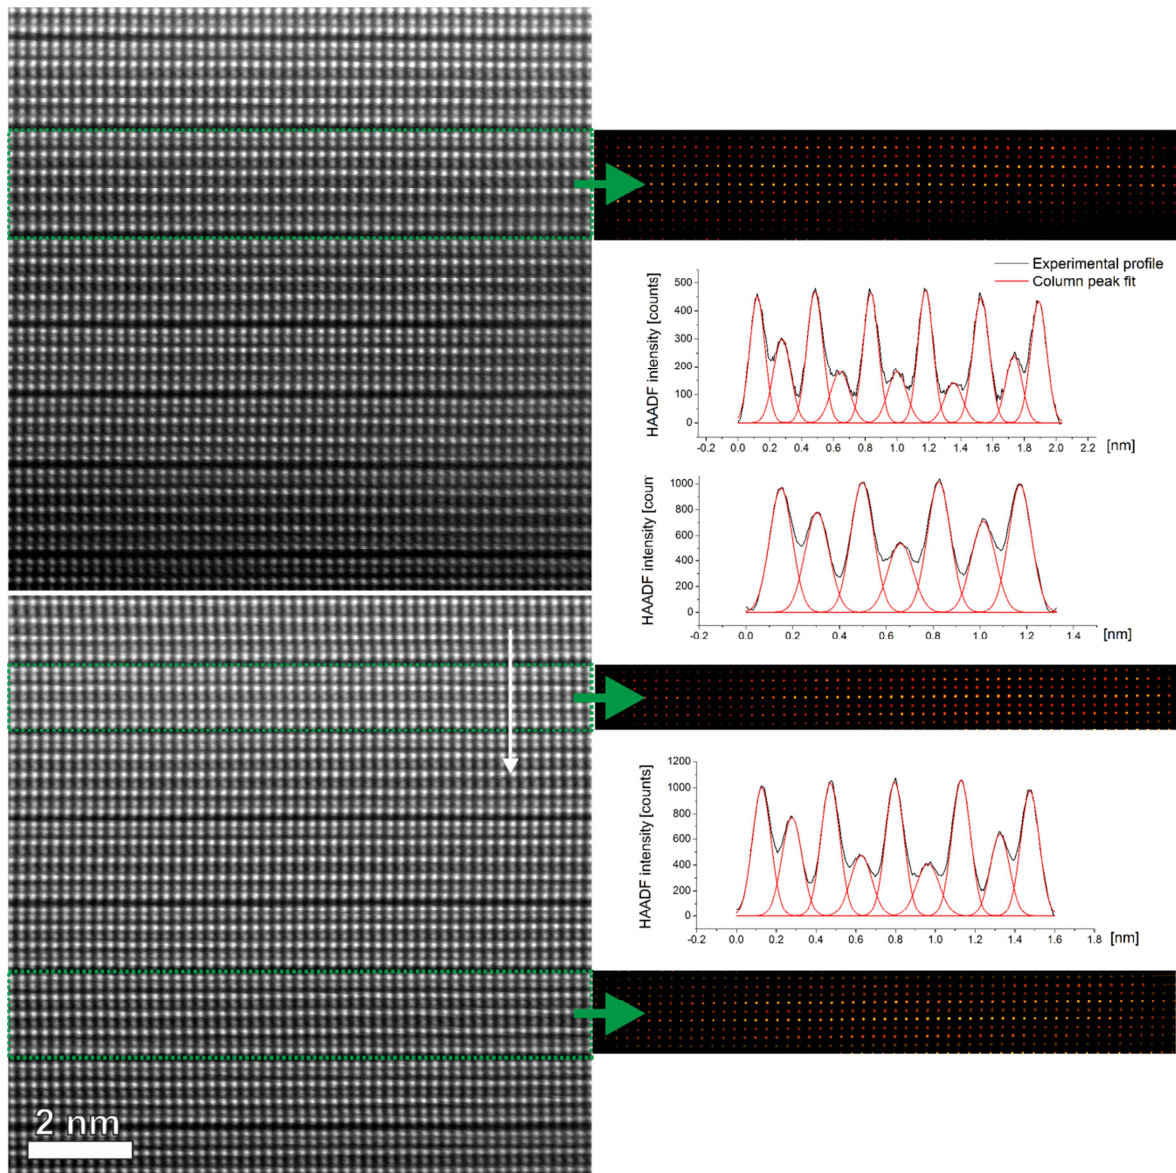 Experimental profile
Column peak fit
HAADF intensity [counts]
500
400
300
200
100
0
-0.2 0.0 0.2 0.4 0.6 0.8 1.0 1.2 1.4 1.6 1.8 2.0 2.2 [nm]
HAADF intensity [coun
1000
800
600
400
200
0
-0.2 0.0 0.2 0.4 0.6 0.8 1.0 1.2 1.4 [nm]
HAADF intensity [counts]
1200
1000
800
600
400
200
0
-0.2 0.0 0.2 0.4 0.6 0.8 1.0 1.2 1.4 1.6 1.8 [nm]
2 nm